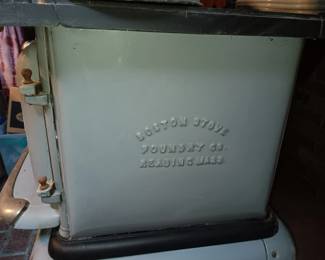 BOSTON STOVE
FOUNDRY CO.
READING MASS.